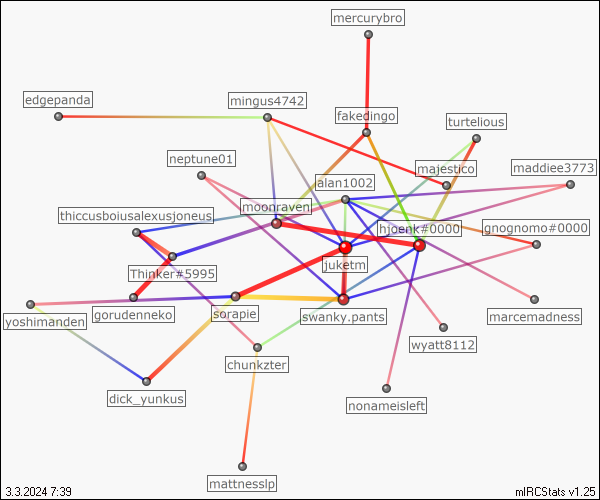 mercurybro
edgepanda
mingus4742
fakedingo
turtelious
neptune01
majestico
maddiee3773
alan1002
moonraven
thiccusboiusalexusjoneus
hjoenk#0000
gnognomo#0000
juketm
Thinker#5995
yoshimanden
gorudenneko
sorapie
swanky.pants
marcemadness
wyatt8112
chunkzter
dick_yunkus
nonameisleft
mattnesslp
3.3.2024 7:39
mIRCStats v1.25